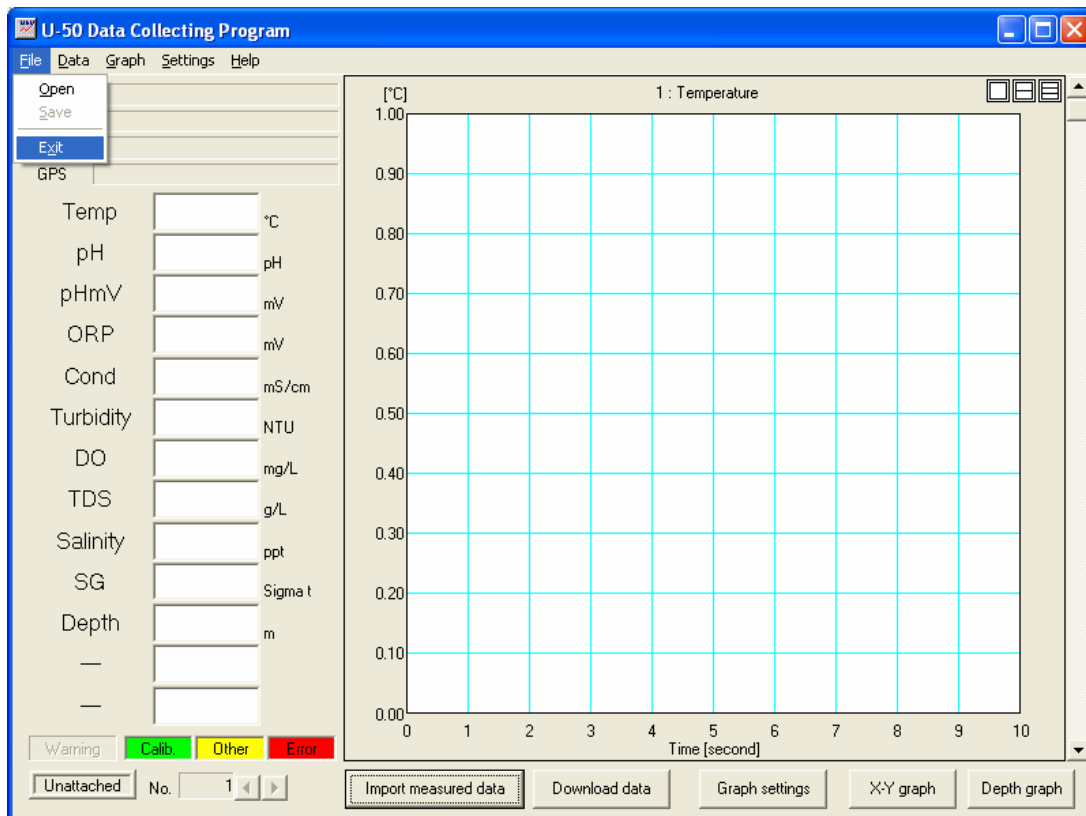 U-50 Data Collecting Program
File Data Graph Settings Help
Open
Save
Exit
GPS
Temp °C
pH pH
pHmV mV
ORP mV
Cond mS/cm
Turbidity NTU
DO mg/L
TDS g/L
Salinity ppt
SG Sigma t
Depth m
—
—
Warning Calib. Other Error
Unattached No. 1
[°C] 1 : Temperature
1.00
0.90
0.80
0.70
0.60
0.50
0.40
0.30
0.20
0.10
0.00
0 1 2 3 4 5 6 7 8 9 10
Time [second]
Import measured data Download data Graph settings X-Y graph Depth graph